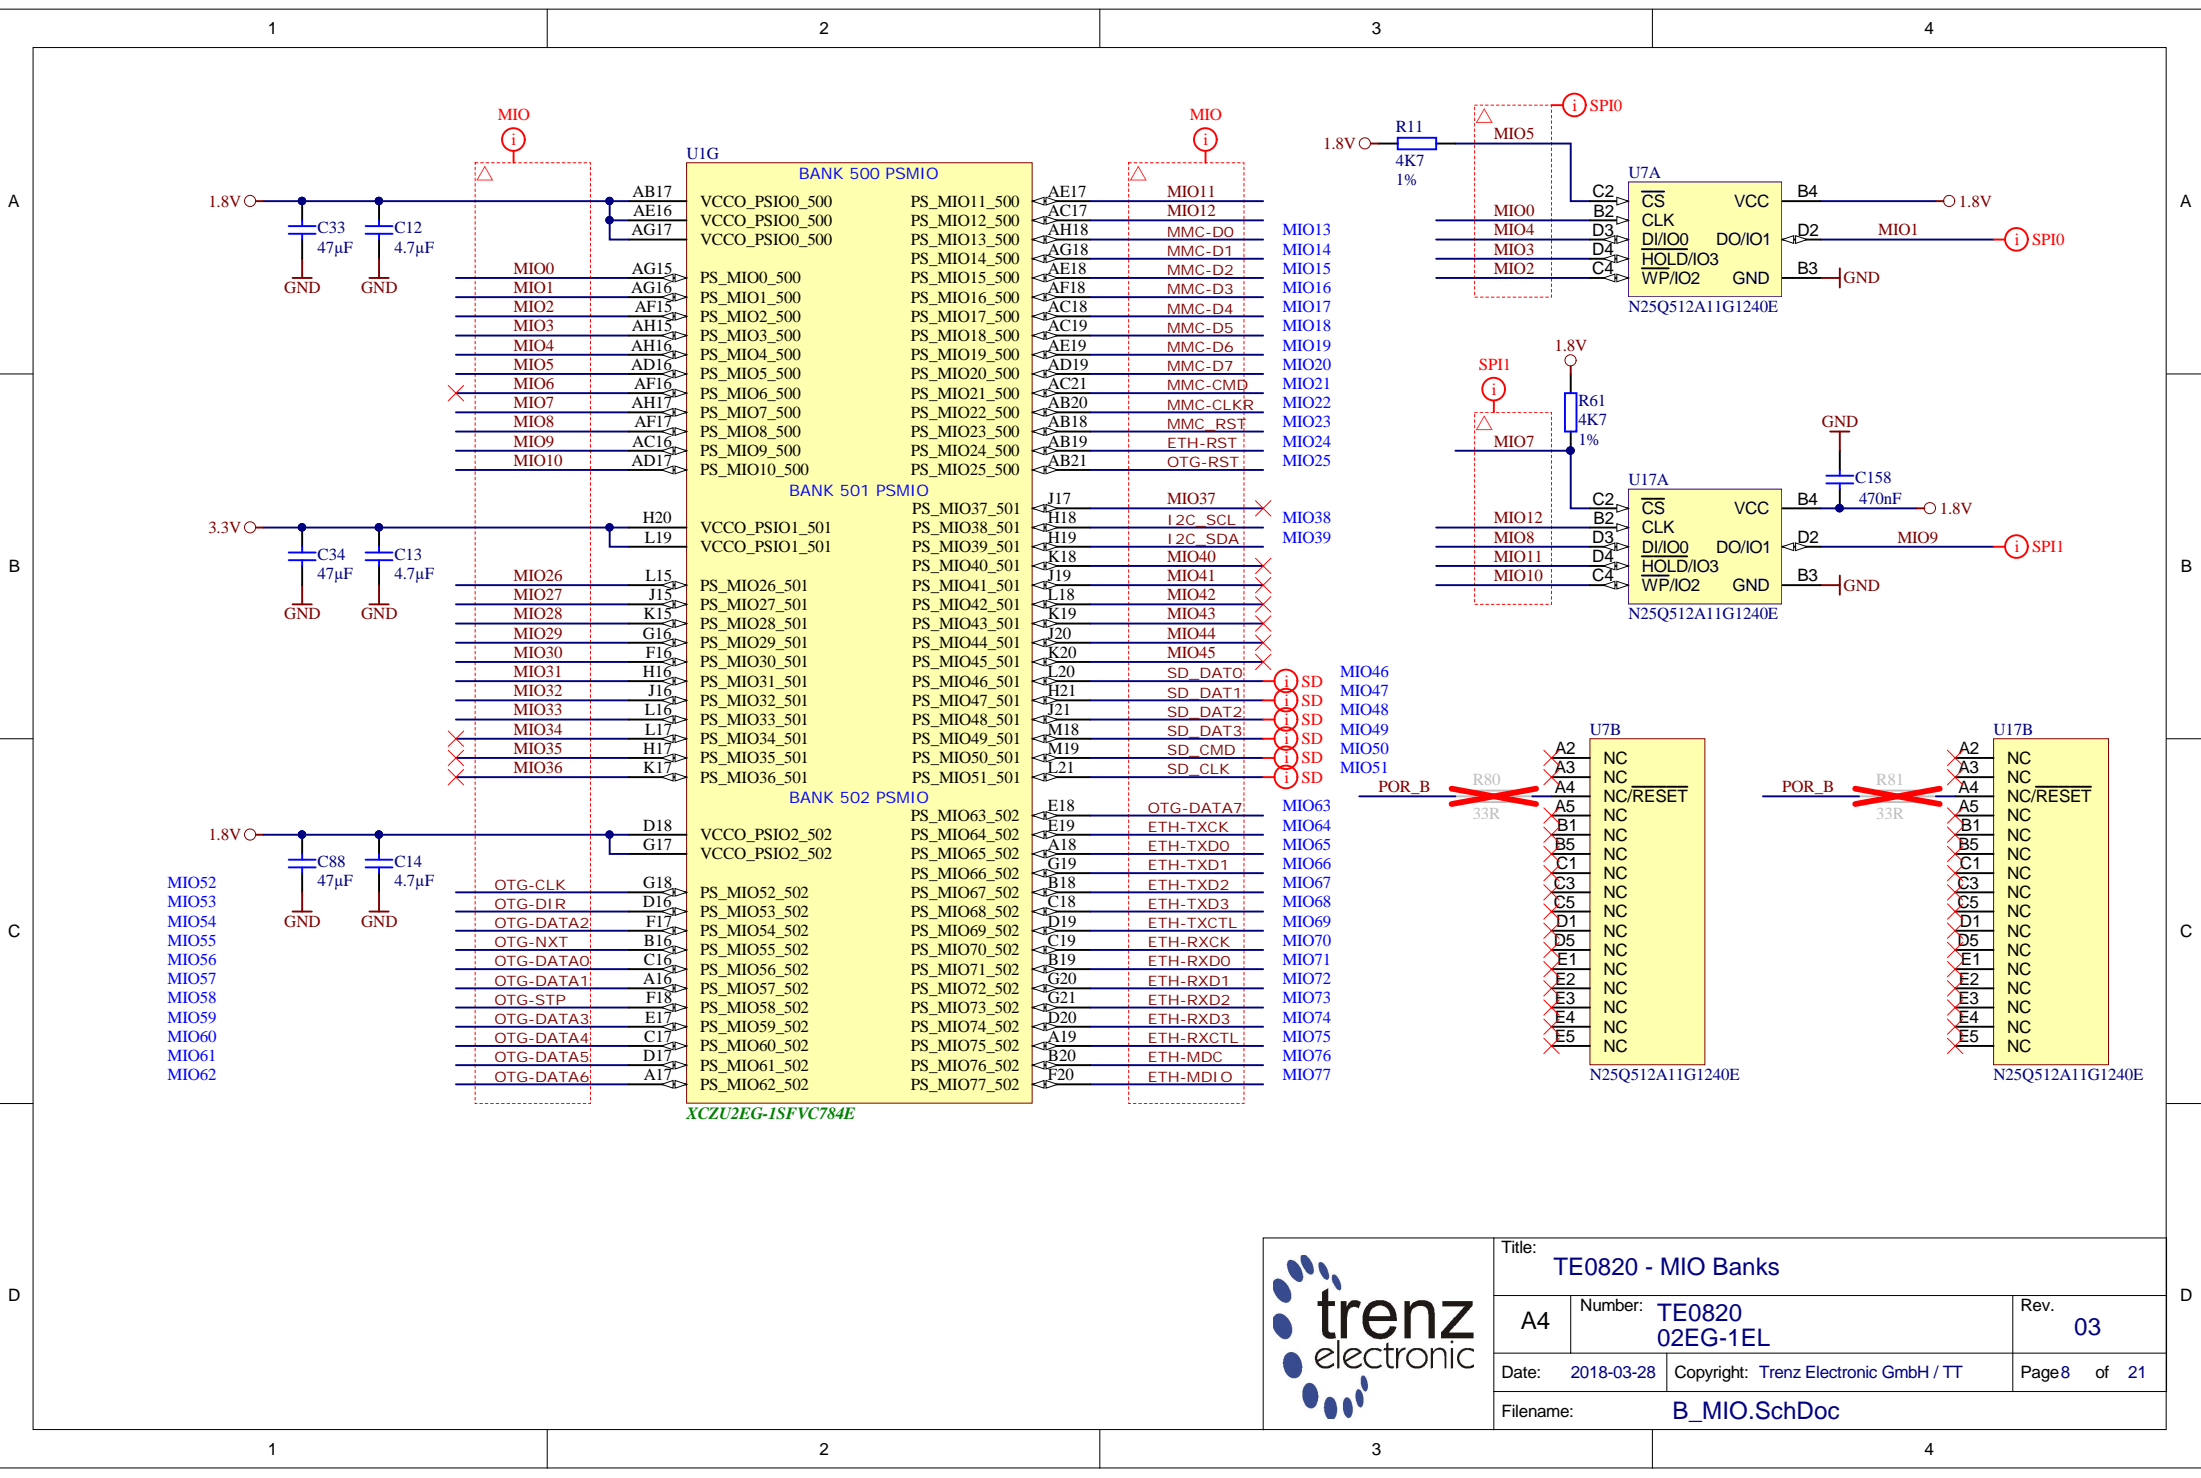 1 2 3 4
A A
B B
C C
D D
MIO
MIO
U1G
BANK 500 PSMIO
1.8V
C33
47µF
GND
C12
4.7µF
GND
AB17 VCCO_PSIO0_500 PS_MIO11_500 AE17 MIO11
AE16 VCCO_PSIO0_500 PS_MIO12_500 AC17 MIO12
AG17 VCCO_PSIO0_500 PS_MIO13_500 AH18 MMC-D0 MIO13
PS_MIO14_500 AG18 MMC-D1 MIO14
MIO0 AG15 PS_MIO0_500 PS_MIO15_500 AE18 MMC-D2 MIO15
MIO1 AG16 PS_MIO1_500 PS_MIO16_500 AF18 MMC-D3 MIO16
MIO2 AF15 PS_MIO2_500 PS_MIO17_500 AC18 MMC-D4 MIO17
MIO3 AH15 PS_MIO3_500 PS_MIO18_500 AC19 MMC-D5 MIO18
MIO4 AH16 PS_MIO4_500 PS_MIO19_500 AE19 MMC-D6 MIO19
MIO5 AD16 PS_MIO5_500 PS_MIO20_500 AD19 MMC-D7 MIO20
MIO6 AF16 PS_MIO6_500 PS_MIO21_500 AC21 MMC-CMD MIO21
MIO7 AH17 PS_MIO7_500 PS_MIO22_500 AB20 MMC-CLKR MIO22
MIO8 AF17 PS_MIO8_500 PS_MIO23_500 AB18 MMC_RST MIO23
MIO9 AC16 PS_MIO9_500 PS_MIO24_500 AB19 ETH-RST MIO24
MIO10 AD17 PS_MIO10_500 PS_MIO25_500 AB21 OTG-RST MIO25
BANK 501 PSMIO
3.3V
C34
47µF
GND
C13
4.7µF
GND
PS_MIO37_501 J17 MIO37
H20 VCCO_PSIO1_501 PS_MIO38_501 H18 I2C_SCL MIO38
L19 VCCO_PSIO1_501 PS_MIO39_501 H19 I2C_SDA MIO39
PS_MIO40_501 K18 MIO40
MIO26 L15 PS_MIO26_501 PS_MIO41_501 J19 MIO41
MIO27 J15 PS_MIO27_501 PS_MIO42_501 L18 MIO42
MIO28 K15 PS_MIO28_501 PS_MIO43_501 K19 MIO43
MIO29 G16 PS_MIO29_501 PS_MIO44_501 J20 MIO44
MIO30 F16 PS_MIO30_501 PS_MIO45_501 K20 MIO45
MIO31 H16 PS_MIO31_501 PS_MIO46_501 L20 SD_DAT0 i SD MIO46
MIO32 J16 PS_MIO32_501 PS_MIO47_501 H21 SD_DAT1 i SD MIO47
MIO33 L16 PS_MIO33_501 PS_MIO48_501 J21 SD_DAT2 i SD MIO48
MIO34 L17 PS_MIO34_501 PS_MIO49_501 M18 SD_DAT3 i SD MIO49
MIO35 H17 PS_MIO35_501 PS_MIO50_501 M19 SD_CMD i SD MIO50
MIO36 K17 PS_MIO36_501 PS_MIO51_501 L21 SD_CLK i SD MIO51
BANK 502 PSMIO
1.8V
C88
47µF
GND
C14
4.7µF
GND
PS_MIO63_502 E18 OTG-DATA7 MIO63
D18 VCCO_PSIO2_502 PS_MIO64_502 E19 ETH-TXCK MIO64
G17 VCCO_PSIO2_502 PS_MIO65_502 A18 ETH-TXD0 MIO65
PS_MIO66_502 G19 ETH-TXD1 MIO66
MIO52 OTG-CLK G18 PS_MIO52_502 PS_MIO67_502 B18 ETH-TXD2 MIO67
MIO53 OTG-DIR D16 PS_MIO53_502 PS_MIO68_502 C18 ETH-TXD3 MIO68
MIO54 OTG-DATA2 F17 PS_MIO54_502 PS_MIO69_502 D19 ETH-TXCTL MIO69
MIO55 OTG-NXT B16 PS_MIO55_502 PS_MIO70_502 C19 ETH-RXCK MIO70
MIO56 OTG-DATA0 C16 PS_MIO56_502 PS_MIO71_502 B19 ETH-RXD0 MIO71
MIO57 OTG-DATA1 A16 PS_MIO57_502 PS_MIO72_502 G20 ETH-RXD1 MIO72
MIO58 OTG-STP F18 PS_MIO58_502 PS_MIO73_502 G21 ETH-RXD2 MIO73
MIO59 OTG-DATA3 E17 PS_MIO59_502 PS_MIO74_502 D20 ETH-RXD3 MIO74
MIO60 OTG-DATA4 C17 PS_MIO60_502 PS_MIO75_502 A19 ETH-RXCTL MIO75
MIO61 OTG-DATA5 D17 PS_MIO61_502 PS_MIO76_502 B20 ETH-MDC MIO76
MIO62 OTG-DATA6 A17 PS_MIO62_502 PS_MIO77_502 F20 ETH-MDIO MIO77
XCZU2EG-1SFVC784E
i SPI0
1.8V
R11
4K7
1%
MIO5
U7A
C2 CS VCC B4 1.8V
MIO0 B2 CLK
MIO4 D3 DI/IO0 DO/IO1 D2 MIO1 i SPI0
MIO3 D4 HOLD/IO3
MIO2 C4 WP/IO2 GND B3 GND
N25Q512A11G1240E
SPI1
i
1.8V
R61
4K7
1%
MIO7
GND
C158
470nF
U17A
C2 CS VCC B4 1.8V
MIO12 B2 CLK
MIO8 D3 DI/IO0 DO/IO1 D2 MIO9 i SPI1
MIO11 D4 HOLD/IO3
MIO10 C4 WP/IO2 GND B3 GND
N25Q512A11G1240E
U7B
A2 NC
A3 NC
POR_B R80 33R A4 NC/RESET
A5 NC
B1 NC
B5 NC
C1 NC
C3 NC
C5 NC
D1 NC
D5 NC
E1 NC
E2 NC
E3 NC
E4 NC
E5 NC
N25Q512A11G1240E
U17B
A2 NC
A3 NC
POR_B R81 33R A4 NC/RESET
A5 NC
B1 NC
B5 NC
C1 NC
C3 NC
C5 NC
D1 NC
D5 NC
E1 NC
E2 NC
E3 NC
E4 NC
E5 NC
N25Q512A11G1240E
trenz
electronic
Title:
TE0820 - MIO Banks
A4
Number: TE0820
02EG-1EL
Rev.
03
Date: 2018-03-28 Copyright: Trenz Electronic GmbH / TT Page 8 of 21
Filename: B_MIO.SchDoc
1 2 3 4